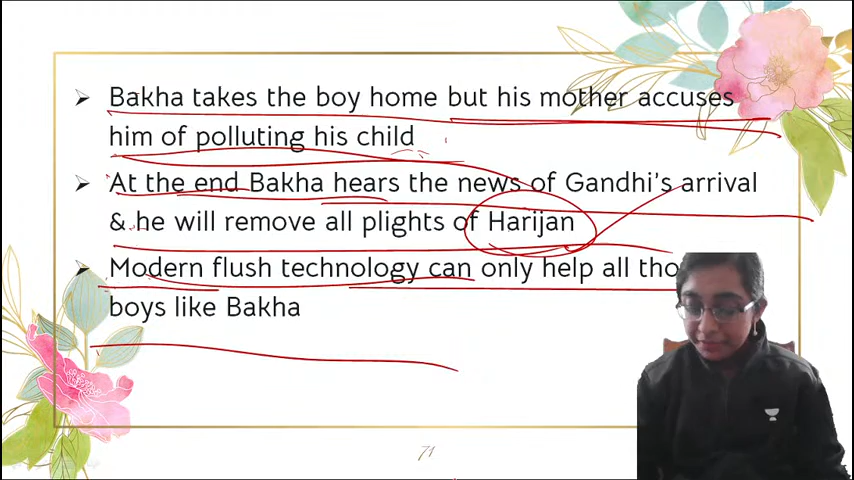 ➢ Bakha takes the boy home but his mother accuses
him of polluting his child
➢ At the end Bakha hears the news of Gandhi's arrival
& he will remove all plights of Harijan
➢ Modern flush technology can only help all
boys like Bakha
71